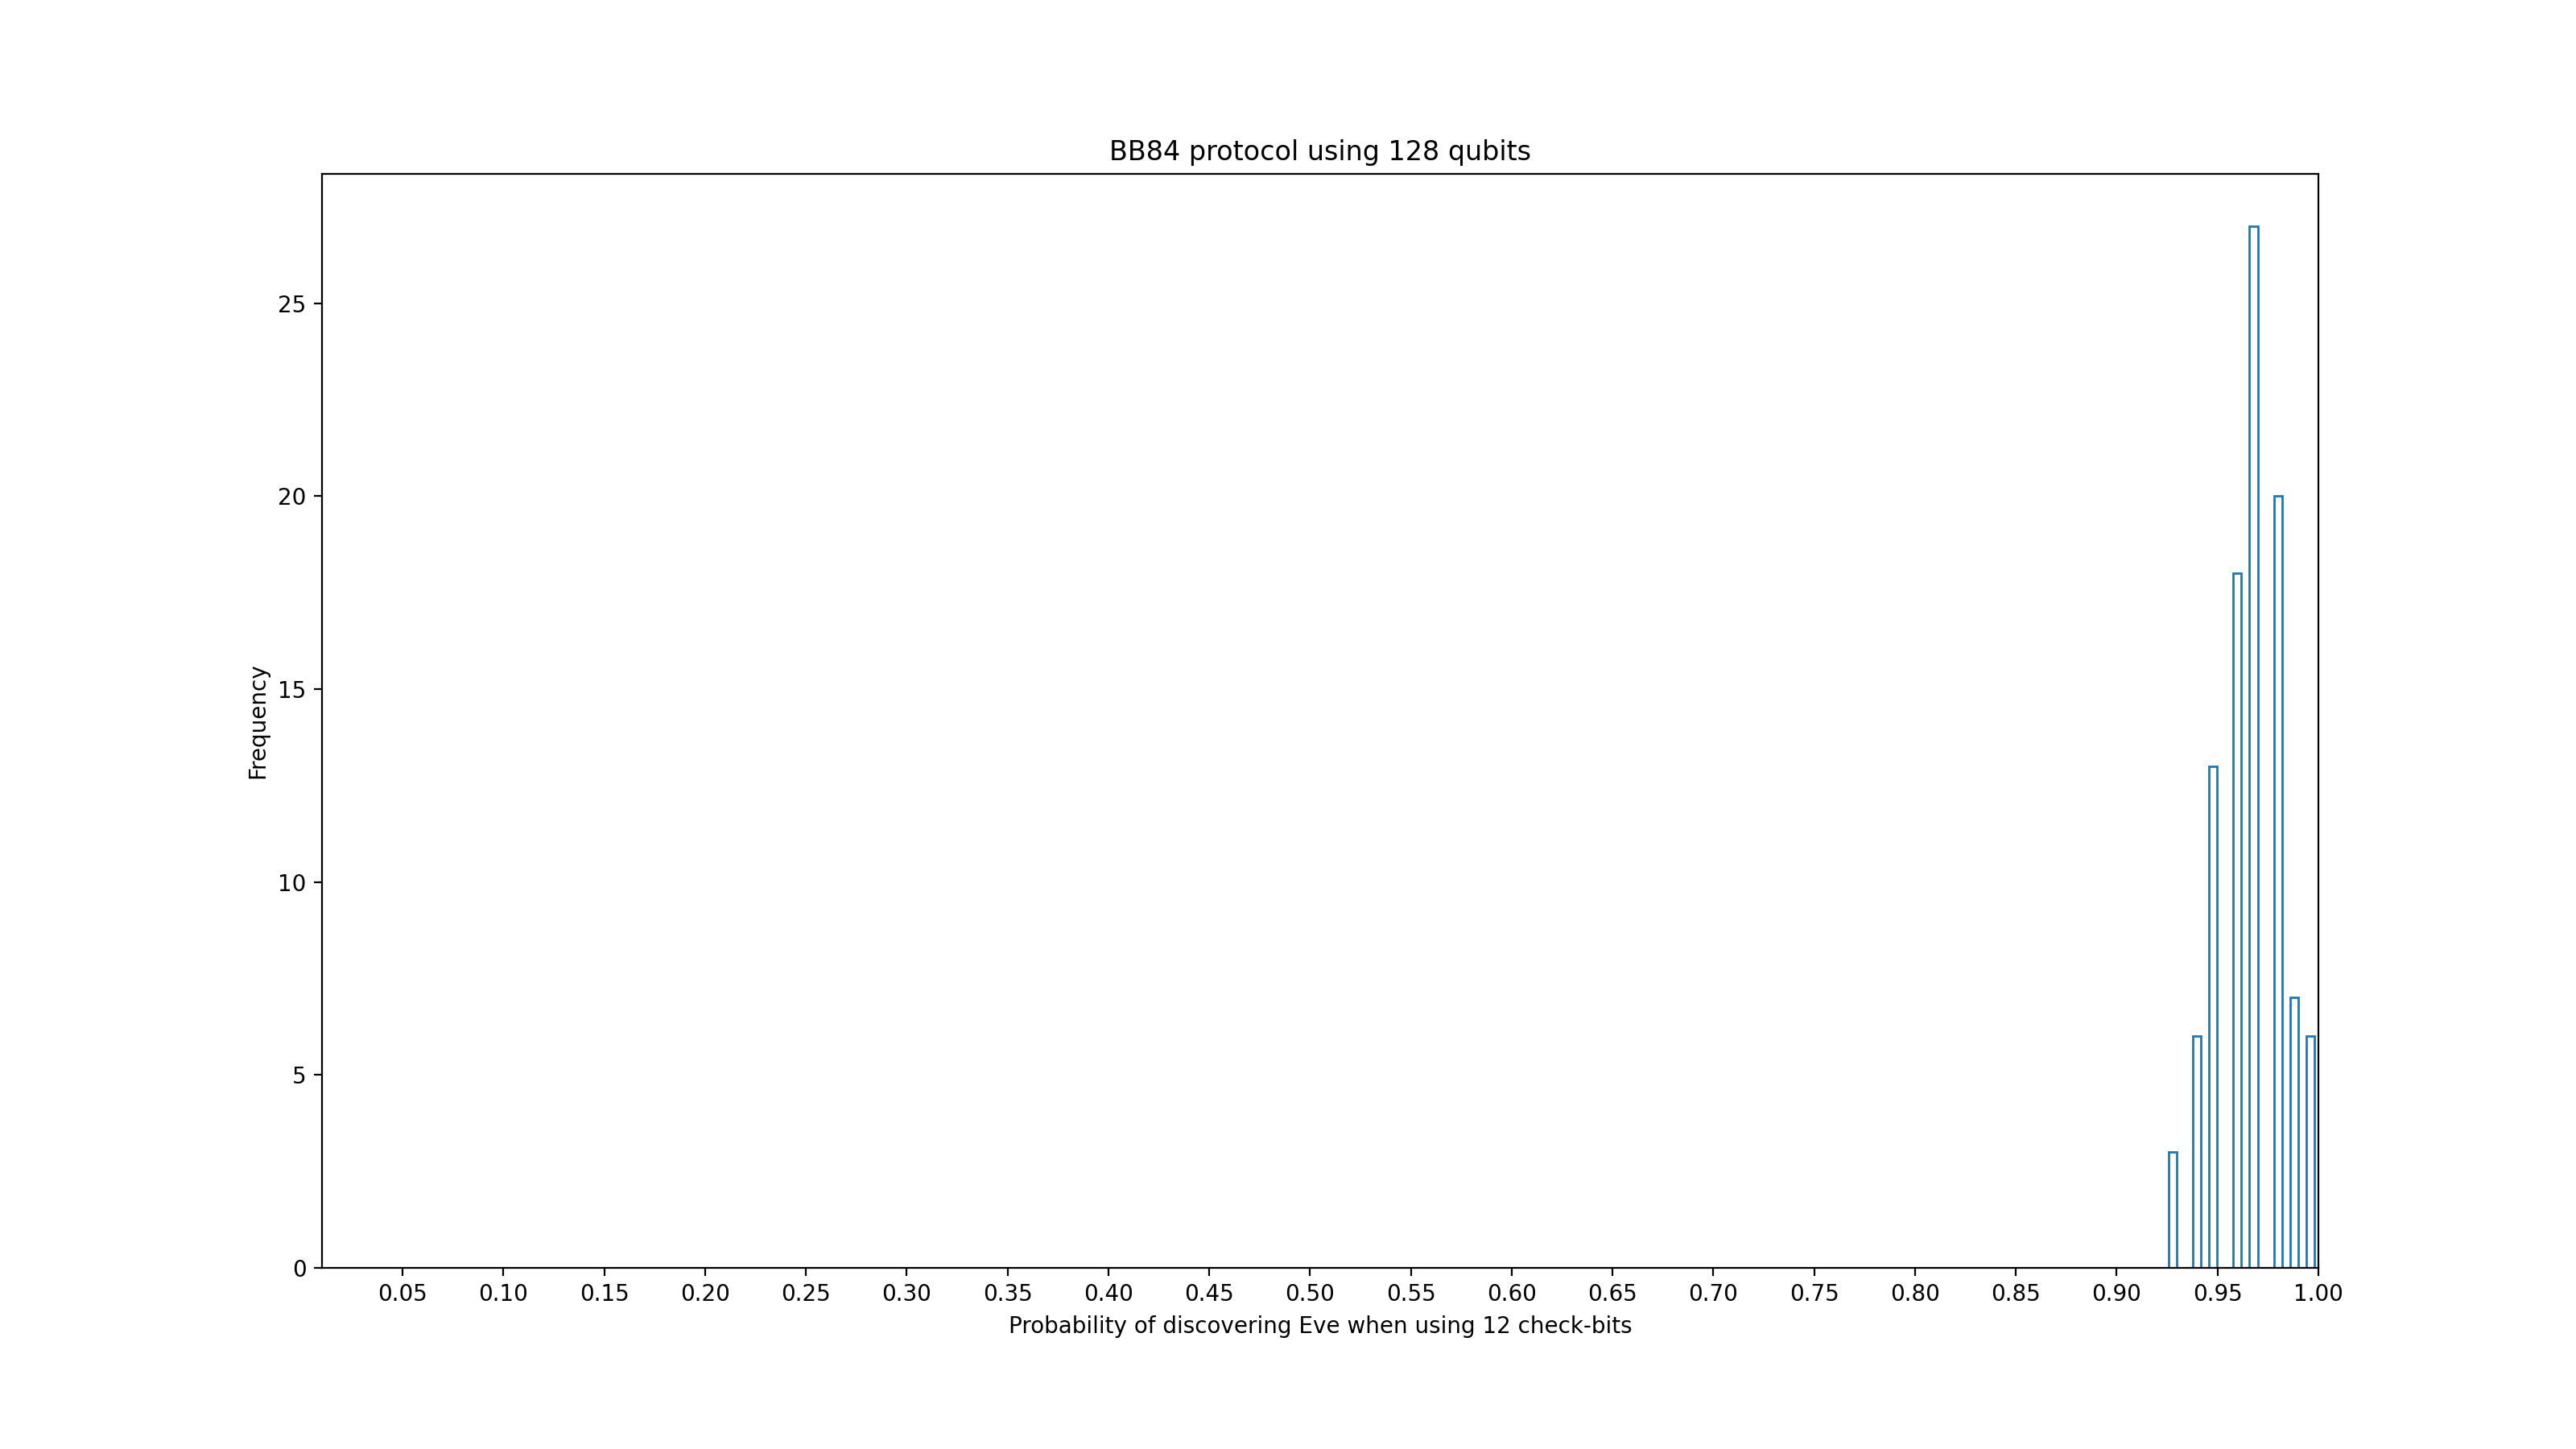 BB84 protocol using 128 qubits
25
20
15
10
5
0
Frequency
0.05 0.10 0.15 0.20 0.25 0.30 0.35 0.40 0.45 0.50 0.55 0.60 0.65 0.70 0.75 0.80 0.85 0.90 0.95 1.00
Probability of discovering Eve when using 12 check-bits